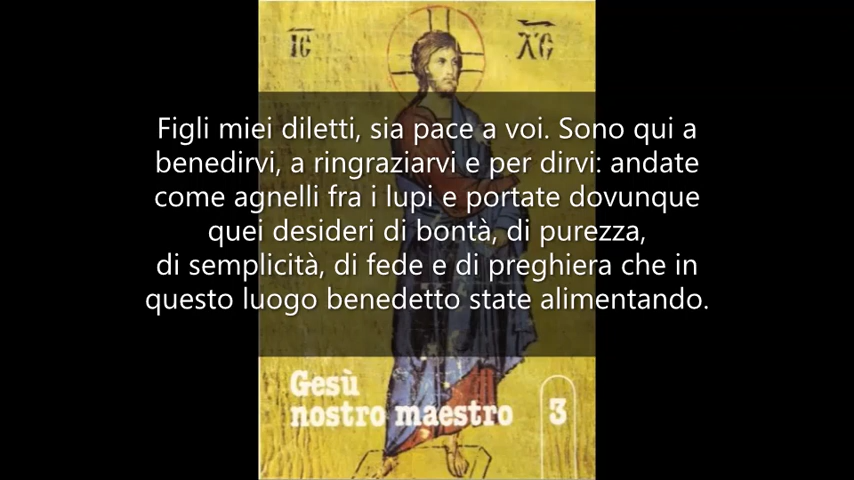 IC ΧC
Figli miei diletti, sia pace a voi. Sono qui a
benedirvi, a ringraziarvi e per dirvi: andate
come agnelli fra i lupi e portate dovunque
quei desideri di bontà, di purezza,
di semplicità, di fede e di preghiera che in
questo luogo benedetto state alimentando.
Gesù
nostro maestro 3